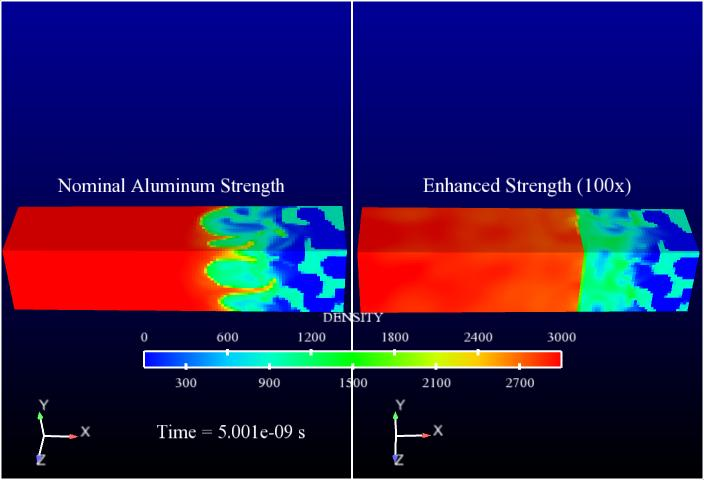 Nominal Aluminum Strength
Enhanced Strength (100x)
DENSITY
0 600 1200 1800 2400 3000
300 900 1500 2100 2700
Y
X
Z
Time = 5.001e-09 s
Y
X
Z